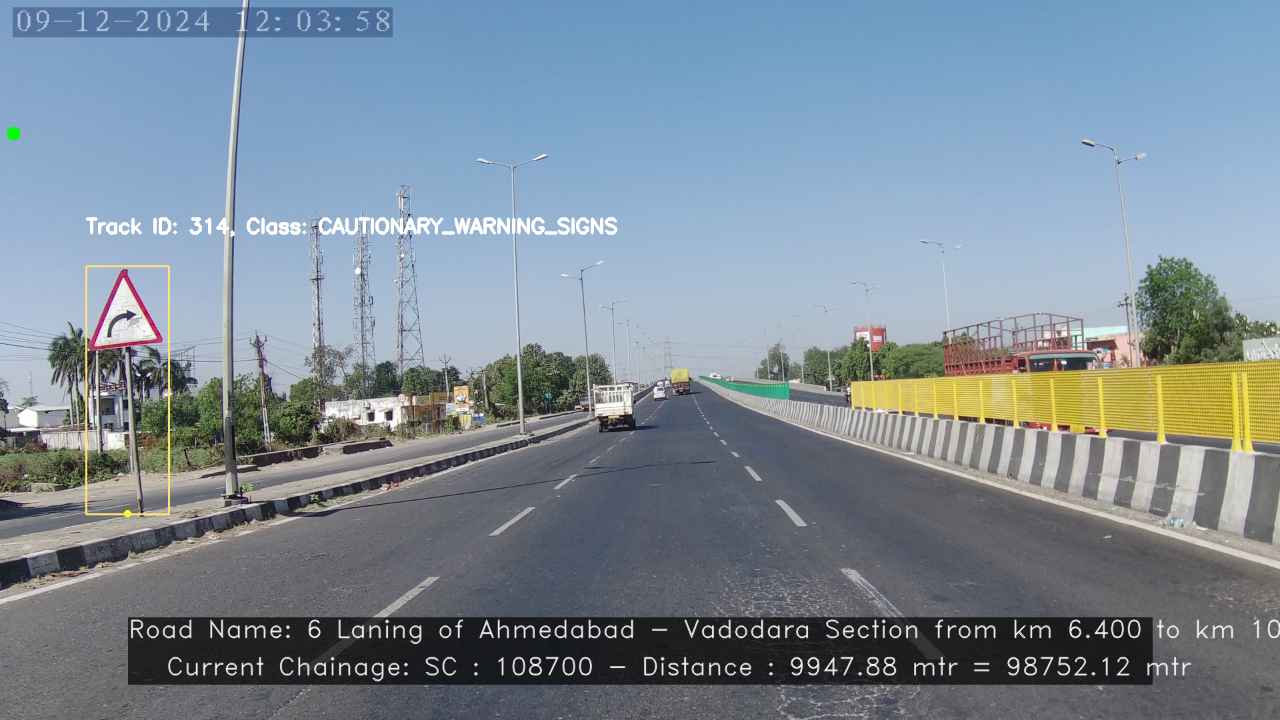 09-12-2024 12:03:58
Track ID: 314, Class: CAUTIONARY_WARNING_SIGNS
Road Name: 6 Laning of Ahmedabad - Vadodara Section from km 6.400 to km 10
Current Chainage: SC : 108700 - Distance : 9947.88 mtr = 98752.12 mtr